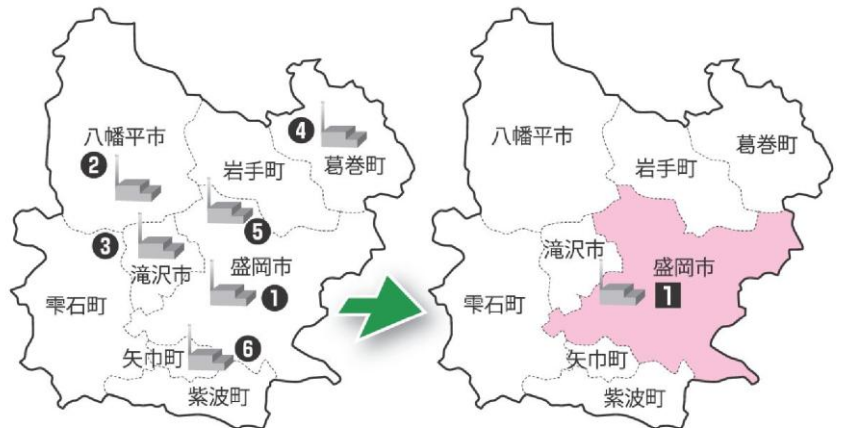 八幡平市
❷
❹
葛巻町
岩手町
❺
❸
滝沢市
盛岡市
❶
雫石町
矢巾町
❻
紫波町
八幡平市
葛巻町
岩手町
滝沢市
盛岡市
1
雫石町
矢巾町
紫波町